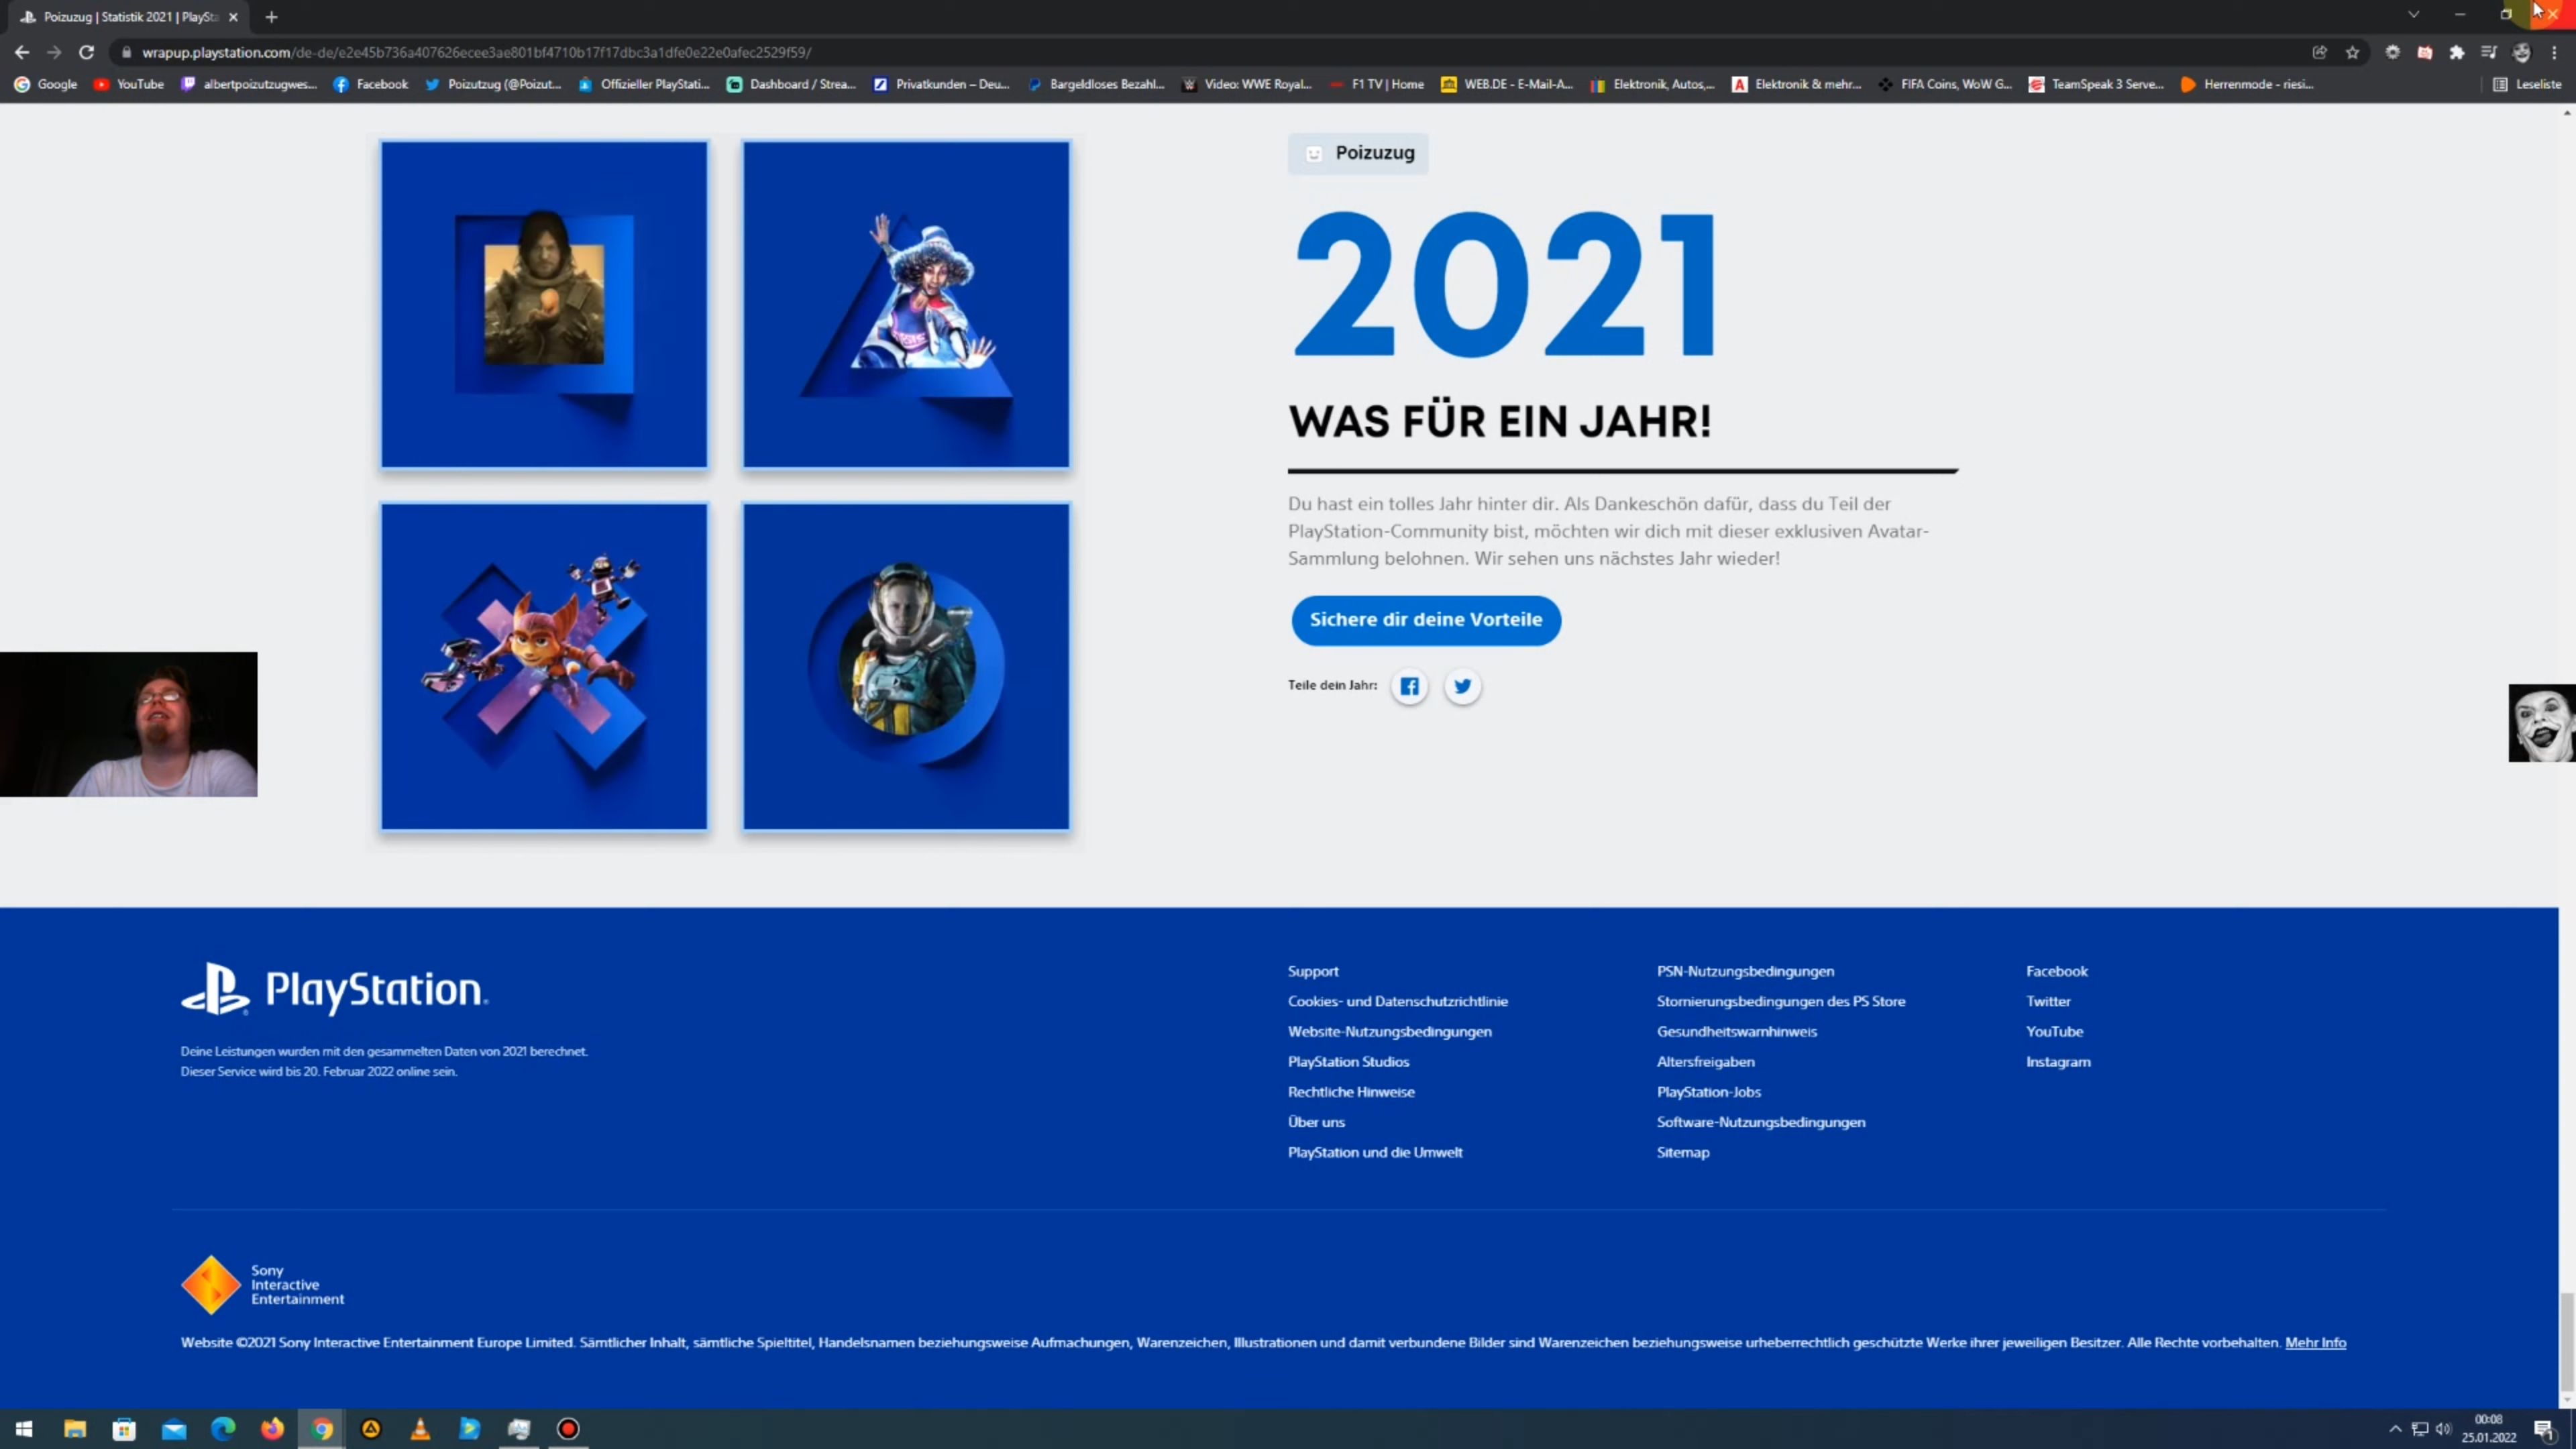 Poizuzug | Statistik 2021 | PlaySta
wrapup.playstation.com/de-de/e2e45b736a407626ecee3ae801bf4710b17f17dbc3a1dfe0e22e0afec2529f59/
Google YouTube albertpoizutzugwes... Facebook Poizutzug (@Poizut... Offizieller PlayStati... Dashboard / Strea... Privatkunden – Deu... Bargeldloses Bezahl... Video: WWE Royal... F1 TV | Home WEB.DE - E-Mail-A... Elektronik, Autos,... Elektronik & mehr... FIFA Coins, WoW G... TeamSpeak 3 Serve... Herrenmode - riesi... Leseliste
Poizuzug
2021
WAS FÜR EIN JAHR!
Du hast ein tolles Jahr hinter dir. Als Dankeschön dafür, dass du Teil der
PlayStation-Community bist, möchten wir dich mit dieser exklusiven Avatar-
Sammlung belohnen. Wir sehen uns nächstes Jahr wieder!
Sichere dir deine Vorteile
Teile dein Jahr:
PlayStation
Deine Leistungen wurden mit den gesammelten Daten von 2021 berechnet.
Dieser Service wird bis 20. Februar 2022 online sein.
Support
Cookies- und Datenschutzrichtlinie
Website-Nutzungsbedingungen
PlayStation Studios
Rechtliche Hinweise
Über uns
PlayStation und die Umwelt
PSN-Nutzungsbedingungen
Stornierungsbedingungen des PS Store
Gesundheitswarnhinweis
Altersfreigaben
PlayStation-Jobs
Software-Nutzungsbedingungen
Sitemap
Facebook
Twitter
YouTube
Instagram
Sony
Interactive
Entertainment
Website ©2021 Sony Interactive Entertainment Europe Limited. Sämtlicher Inhalt, sämtliche Spieltitel, Handelsnamen beziehungsweise Aufmachungen, Warenzeichen, Illustrationen und damit verbundene Bilder sind Warenzeichen beziehungsweise urheberrechtlich geschützte Werke ihrer jeweiligen Besitzer. Alle Rechte vorbehalten. Mehr Info
00:08
25.01.2022